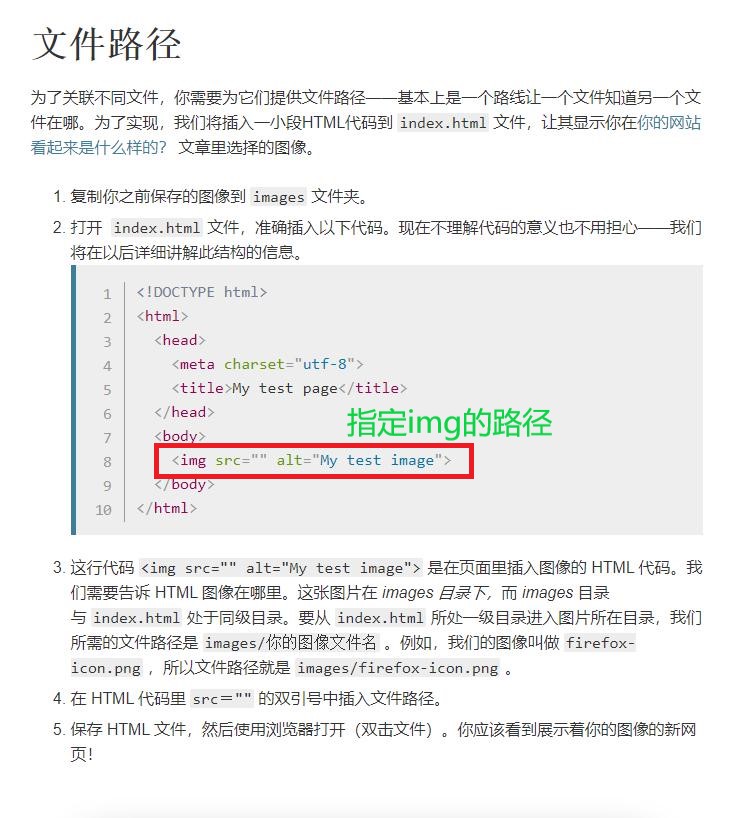 文件路径
为了关联不同文件，你需要为它们提供文件路径——基本上是一个路线让一个文件知道另一个文
件在哪。为了实现，我们将插入一小段HTML代码到 index.html 文件，让其显示你在你的网站
看起来是什么样的？ 文章里选择的图像。
1. 复制你之前保存的图像到 images 文件夹。
2. 打开 index.html 文件，准确插入以下代码。现在不理解代码的意义也不用担心——我们
将在以后详细讲解此结构的信息。
1 <!DOCTYPE html>
2 <html>
3 <head>
4 <meta charset="utf-8">
5 <title>My test page</title>
6 </head>
指定img的路径
7 <body>
8 <img src="" alt="My test image">
9 </body>
10 </html>
3. 这行代码 <img src="" alt="My test image"> 是在页面里插入图像的 HTML 代码。我
们需要告诉 HTML 图像在哪里。这张图片在 images 目录下，而 images 目录
与 index.html 处于同级目录。要从 index.html 所处一级目录进入图片所在目录，我们
所需的文件路径是 images/你的图像文件名 。例如，我们的图像叫做 firefox-
icon.png ，所以文件路径就是 images/firefox-icon.png 。
4. 在 HTML 代码里 src="" 的双引号中插入文件路径。
5. 保存 HTML 文件，然后使用浏览器打开（双击文件）。你应该看到展示着你的图像的新网
页！